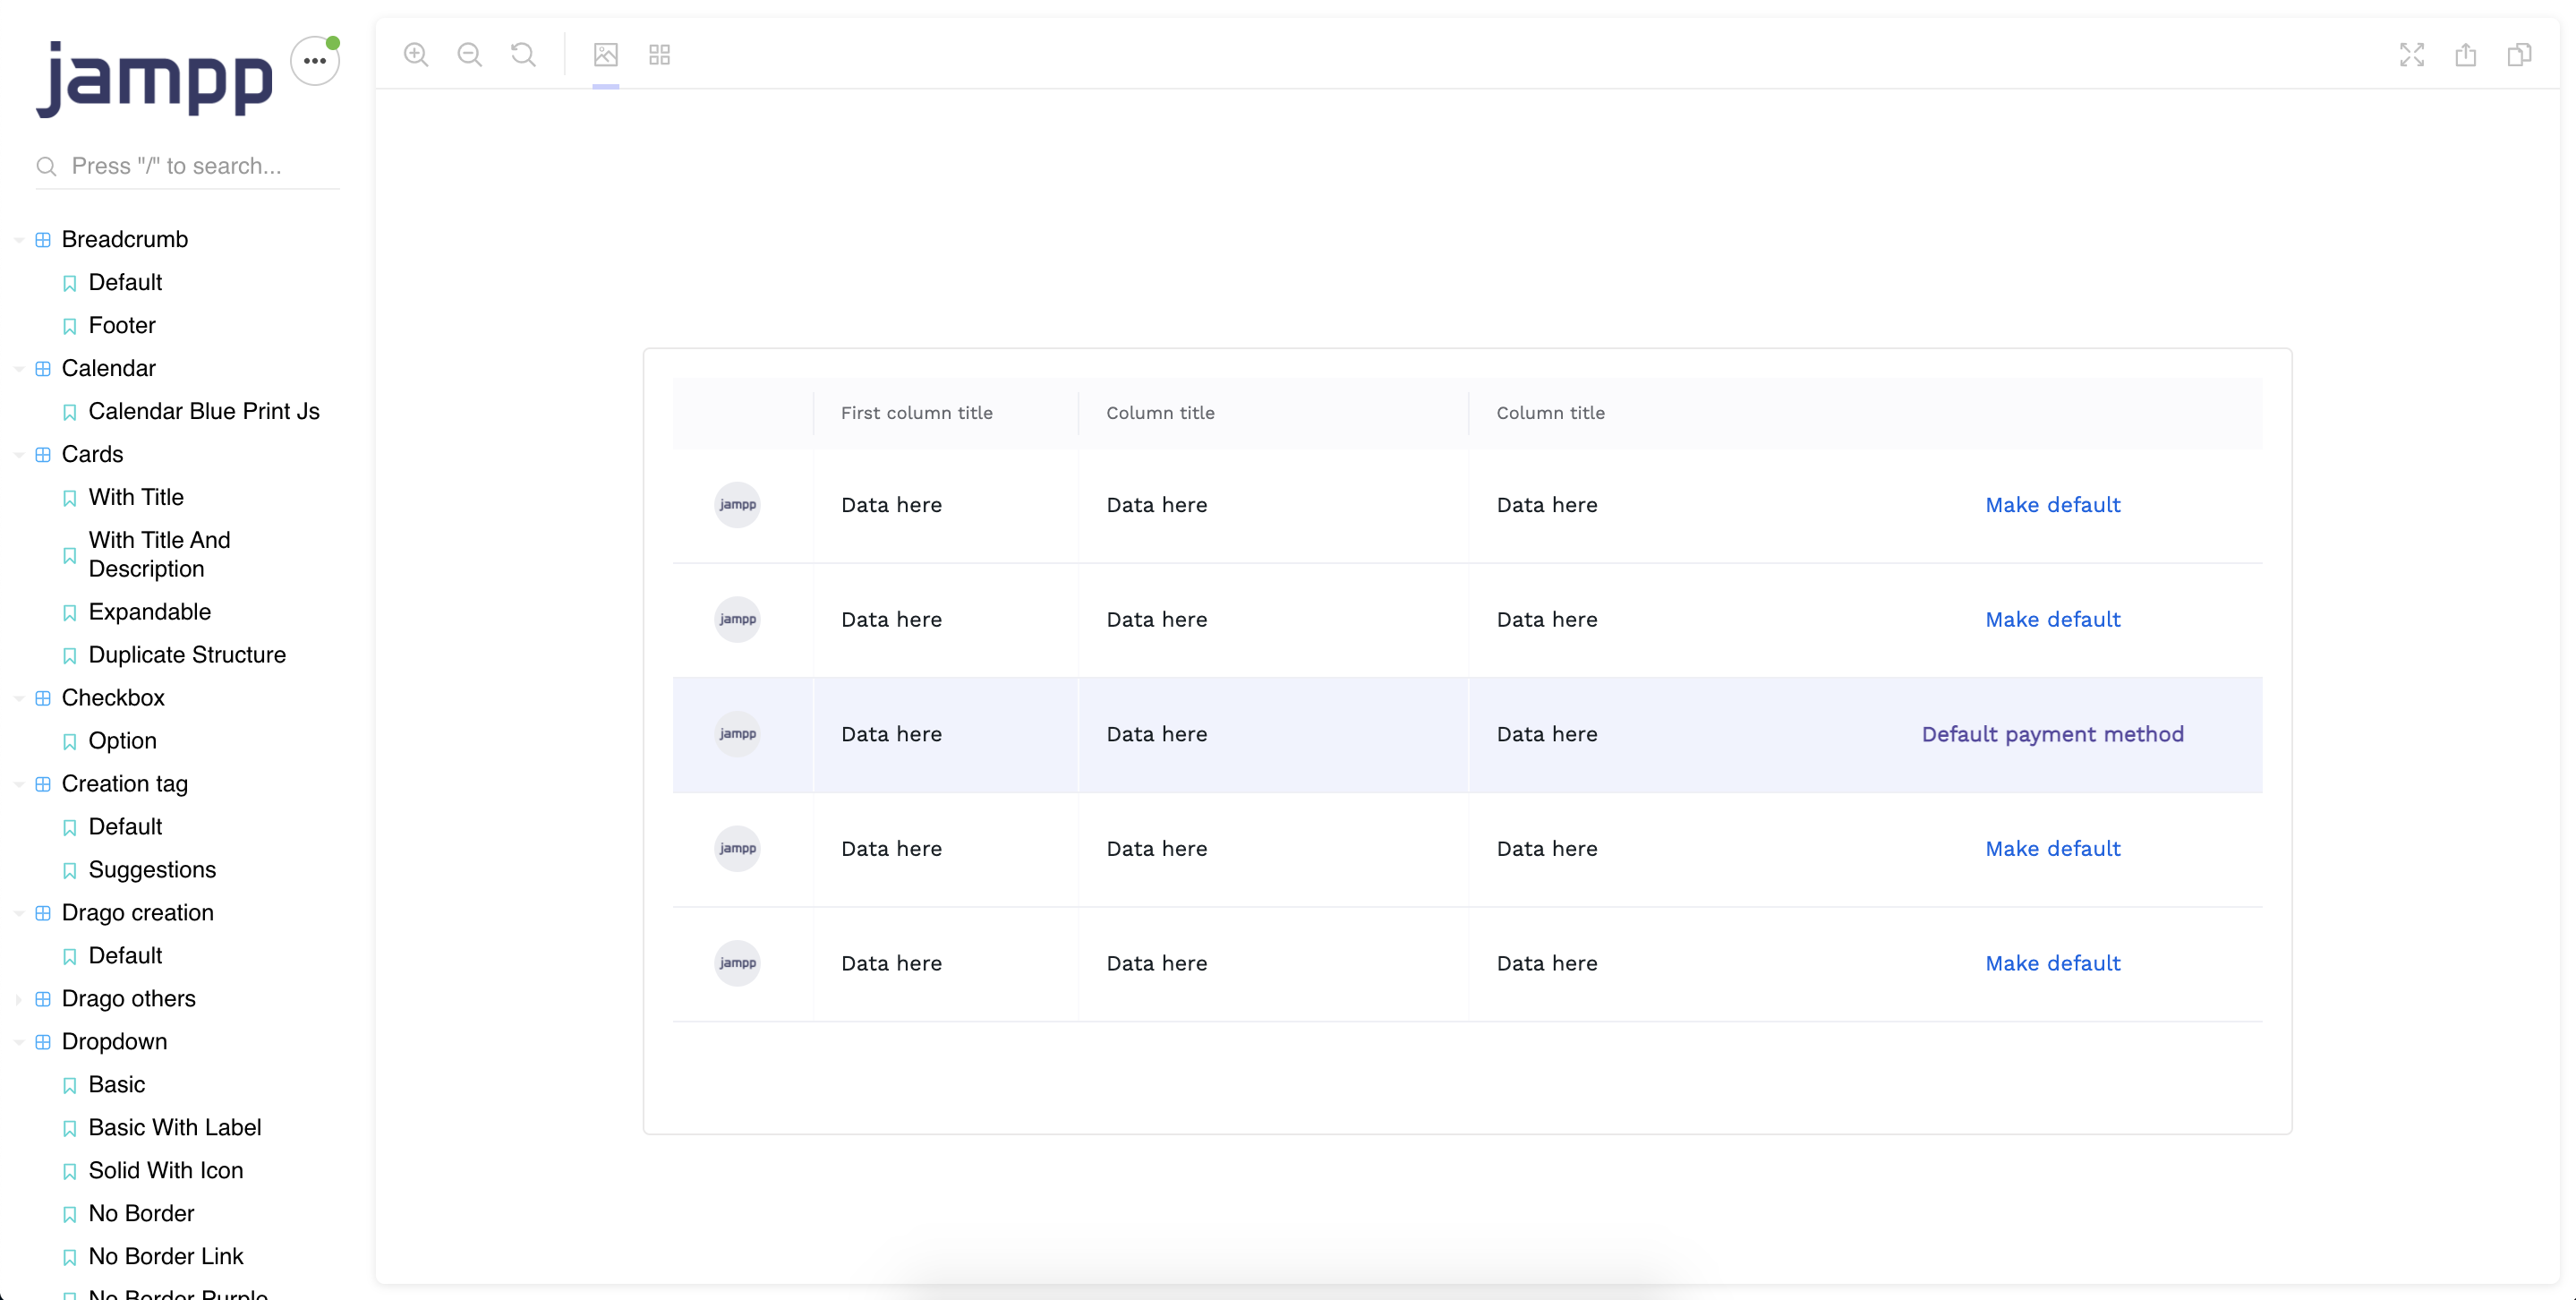 jampp
Press "/" to search...
Breadcrumb
Default
Footer
Calendar
Calendar Blue Print Js
Cards
With Title
With Title And
Description
Expandable
Duplicate Structure
Checkbox
Option
Creation tag
Default
Suggestions
Drago creation
Default
Drago others
Dropdown
Basic
Basic With Label
Solid With Icon
No Border
No Border Link
No Border Purple
First column title Column title Column title
jampp Data here Data here Data here Make default
jampp Data here Data here Data here Make default
jampp Data here Data here Data here Default payment method
jampp Data here Data here Data here Make default
jampp Data here Data here Data here Make default